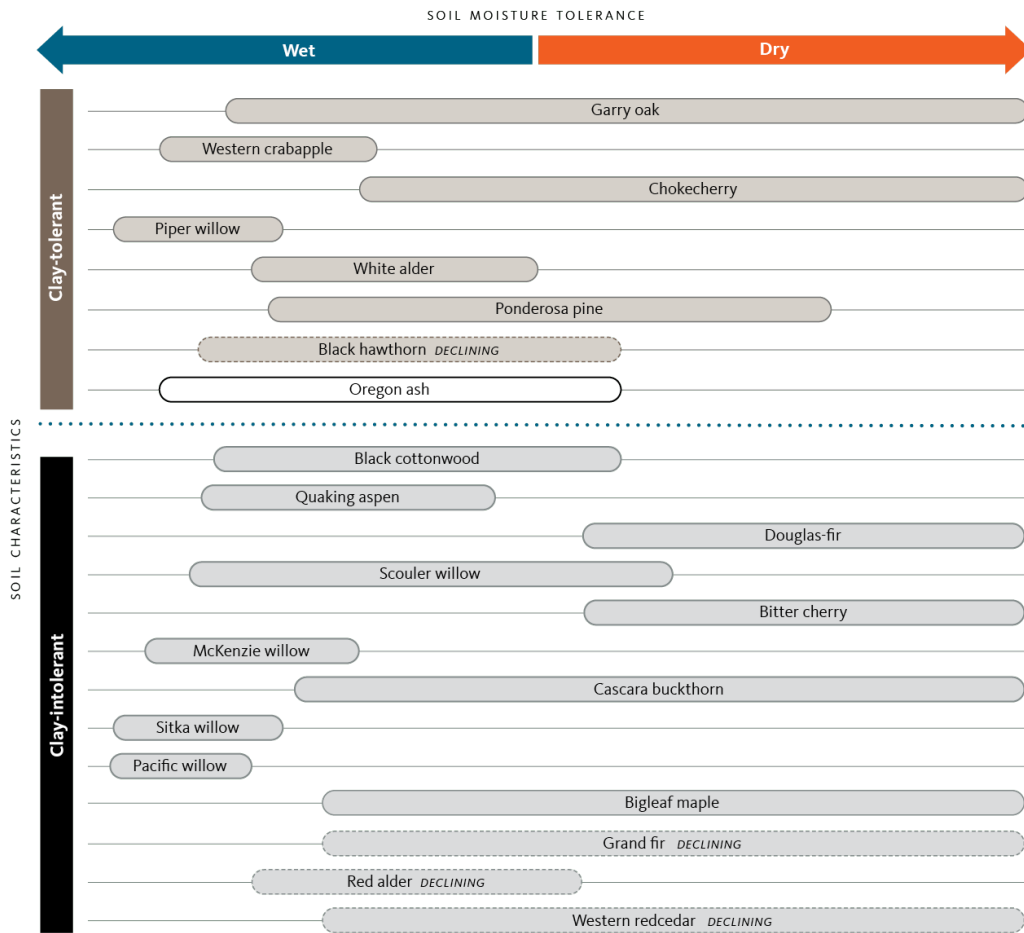 SOIL MOISTURE TOLERANCE
Wet
Dry
SOIL CHARACTERISTICS
Clay-tolerant
Garry oak
Western crabapple
Chokecherry
Piper willow
White alder
Ponderosa pine
Black hawthorn DECLINING
Oregon ash
Clay-intolerant
Black cottonwood
Quaking aspen
Douglas-fir
Scouler willow
Bitter cherry
McKenzie willow
Cascara buckthorn
Sitka willow
Pacific willow
Bigleaf maple
Grand fir DECLINING
Red alder DECLINING
Western redcedar DECLINING